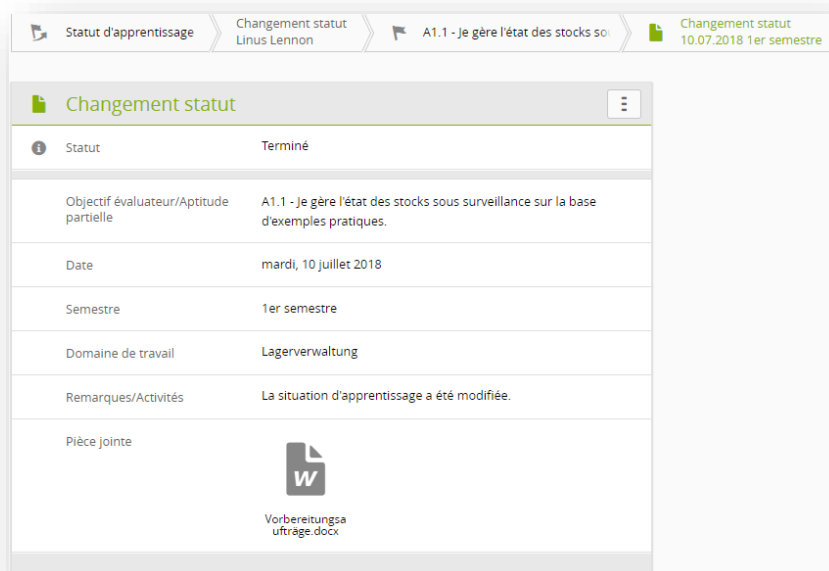 Statut d'apprentissage
Changement statut
Linus Lennon
A1.1 - Je gère l'état des stocks so
Changement statut
10.07.2018 1er semestre
Changement statut
Statut
Terminé
Objectif évaluateur/Aptitude
partielle
A1.1 - Je gère l'état des stocks sous surveillance sur la base
d'exemples pratiques.
Date
mardi, 10 juillet 2018
Semestre
1er semestre
Domaine de travail
Lagerverwaltung
Remarques/Activités
La situation d'apprentissage a été modifiée.
Pièce jointe
W
Vorbereitungsa
ufträge.docx